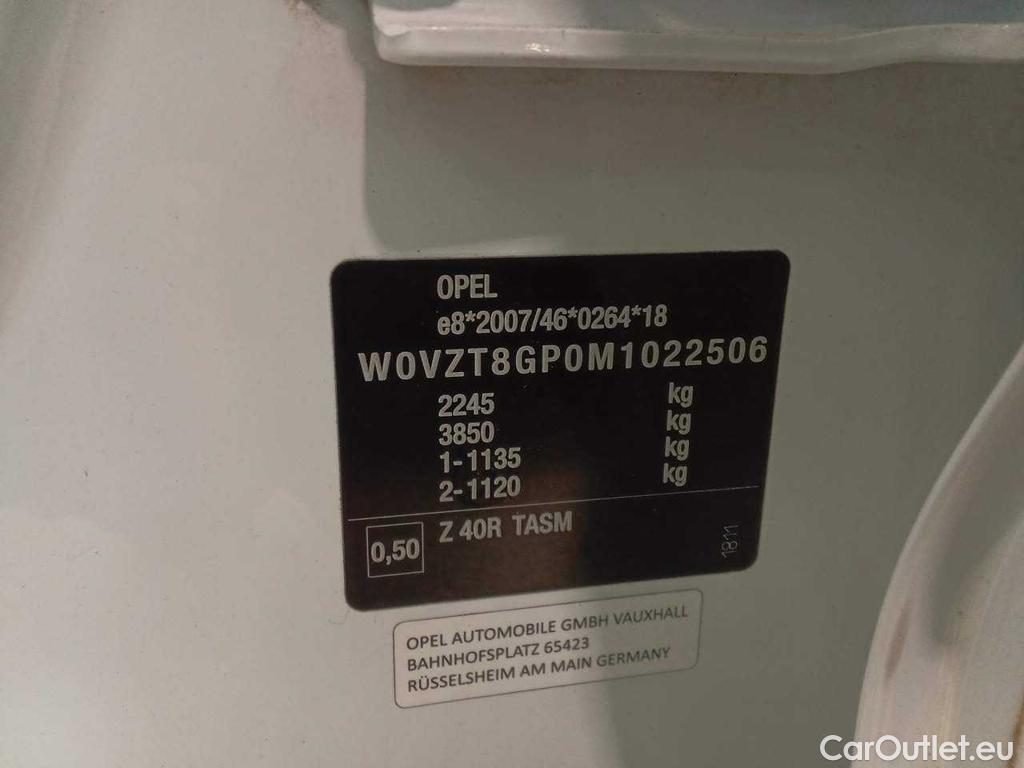 OPEL
e8*2007/46*0264*18
W0VZT8GP0M1022506
2245 kg
3850 kg
1-1135 kg
2-1120 kg
0,50 Z 40R TASM
1811
OPEL AUTOMOBILE GMBH VAUXHALL
BAHNHOFSPLATZ 65423
RÜSSELSHEIM AM MAIN GERMANY
CarOutlet.eu